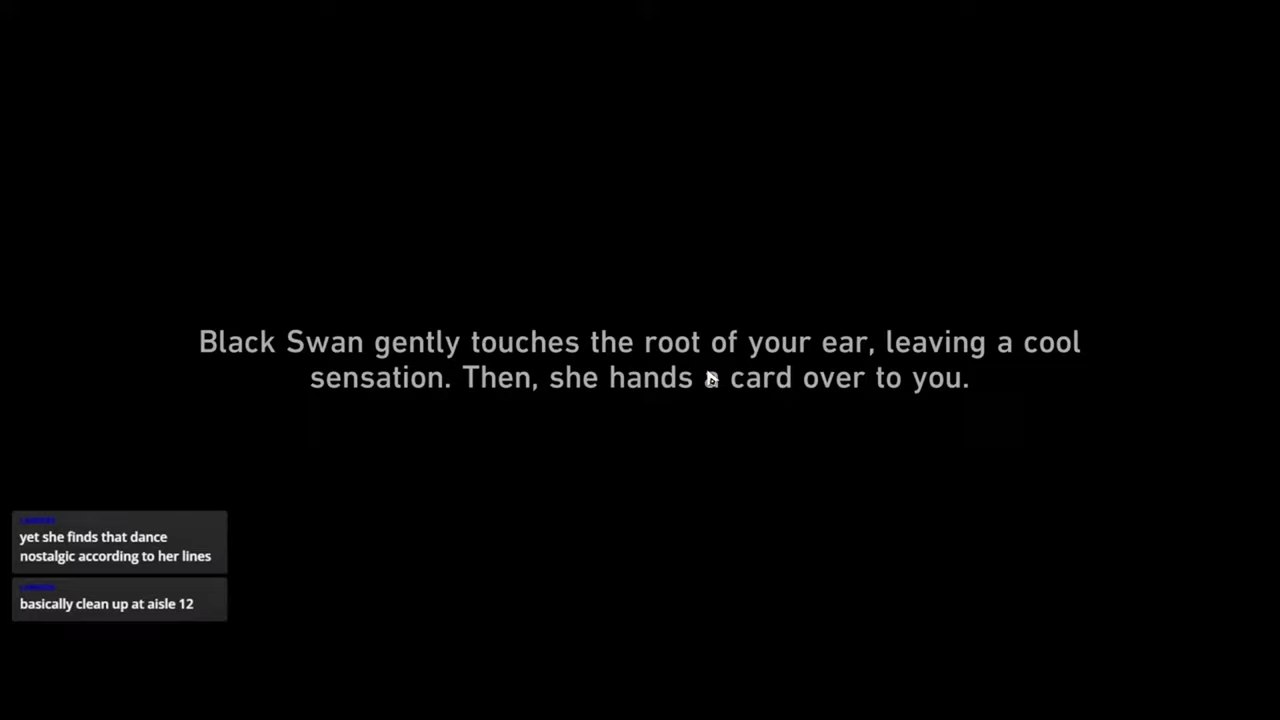 Black Swan gently touches the root of your ear, leaving a cool
sensation. Then, she hands a card over to you.
yet she finds that dance
nostalgic according to her lines
basically clean up at aisle 12